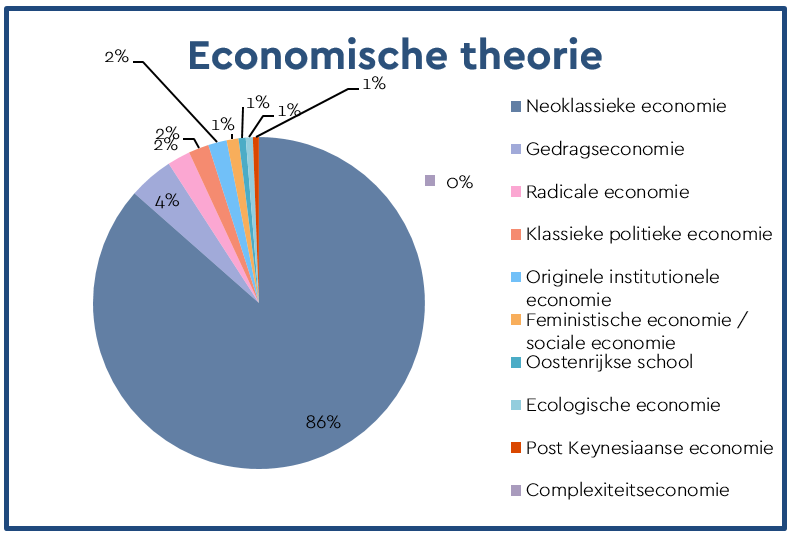 Economische theorie
2%
1%
1%
1%
1%
2%
2%
4%
0%
86%
Neoklassieke economie
Gedragseconomie
Radicale economie
Klassieke politieke economie
Originele institutionele
economie
Feministische economie /
sociale economie
Oostenrijkse school
Ecologische economie
Post Keynesiaanse economie
Complexiteitseconomie